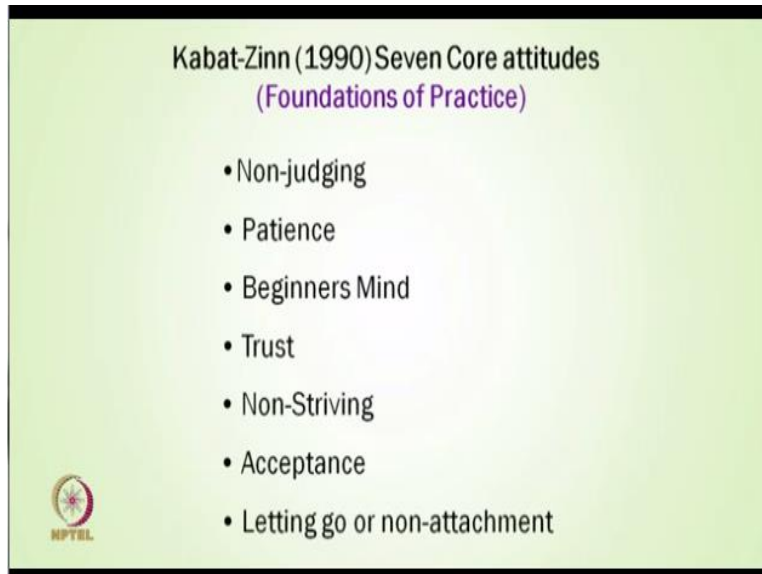 Kabat-Zinn (1990) Seven Core attitudes
(Foundations of Practice)
• Non-judging
• Patience
• Beginners Mind
• Trust
• Non-Striving
• Acceptance
• Letting go or non-attachment
NPTEL